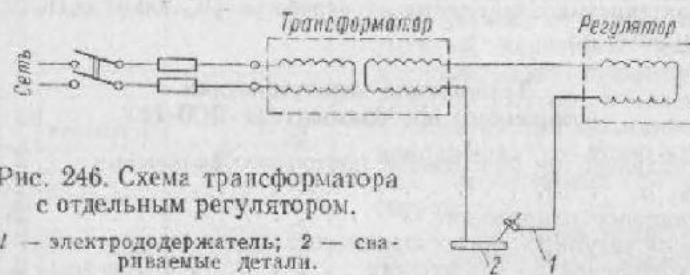 Трансформатор
Регулятор
Сеть
Рис. 246. Схема трансформатора
с отдельным регулятором.
1 — электрододержатель; 2 — сва-
риваемые детали.
2
1